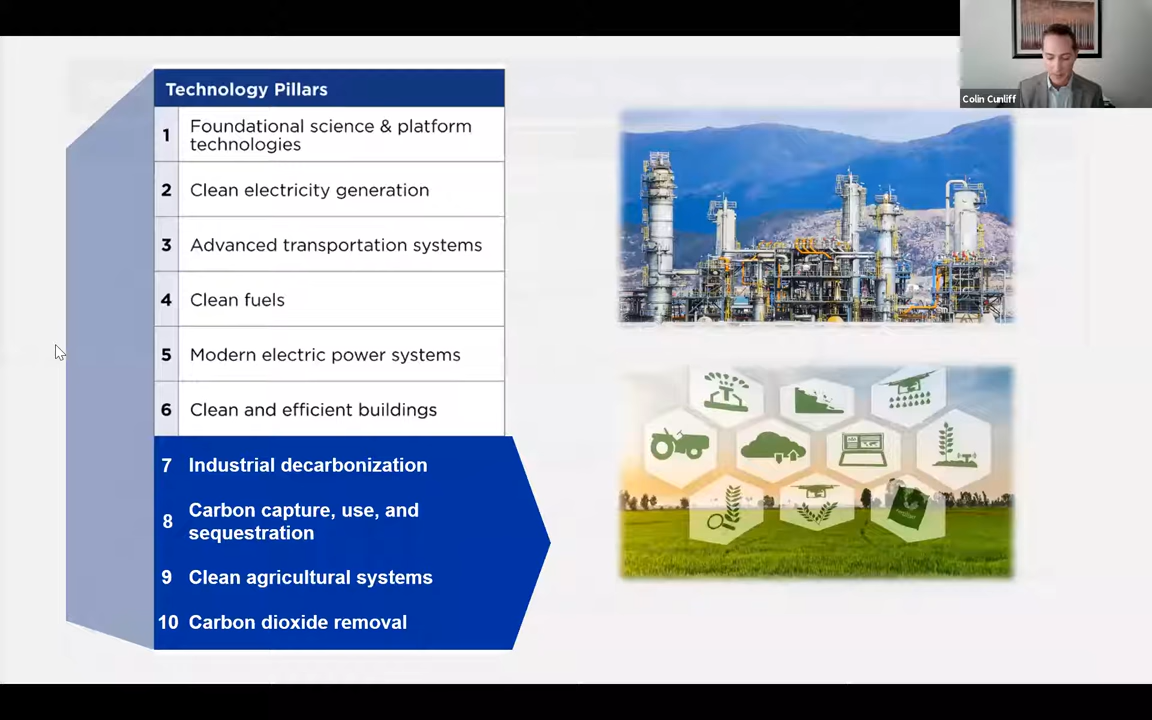 Technology Pillars
1 Foundational science & platform
technologies
2 Clean electricity generation
3 Advanced transportation systems
4 Clean fuels
5 Modern electric power systems
6 Clean and efficient buildings
7 Industrial decarbonization
8 Carbon capture, use, and
sequestration
9 Clean agricultural systems
10 Carbon dioxide removal
Colin Cunliff